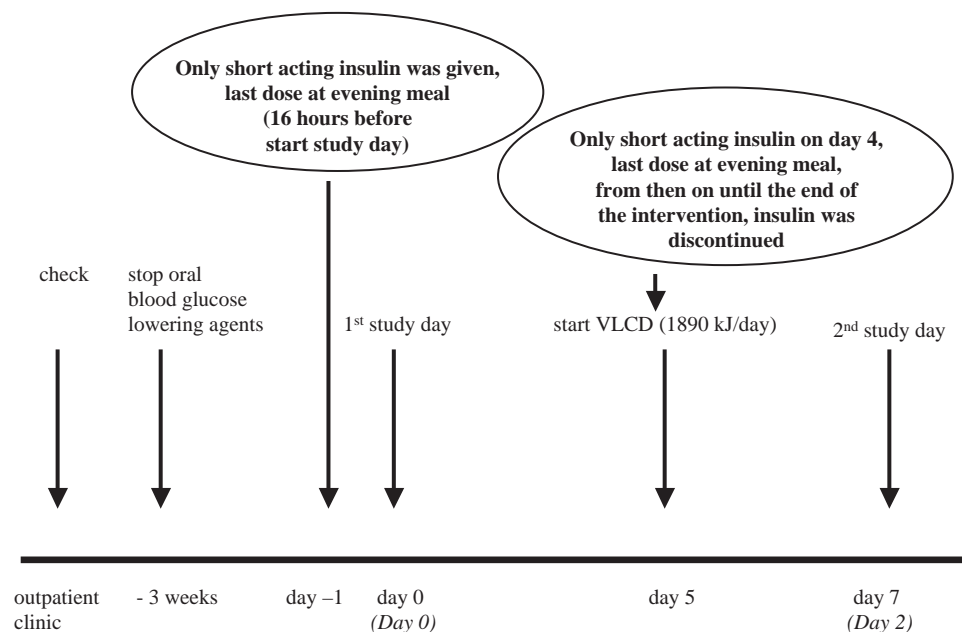 Only short acting insulin was given,
last dose at evening meal
(16 hours before
start study day)
Only short acting insulin on day 4,
last dose at evening meal,
from then on until the end of
the intervention, insulin was
discontinued
check
stop oral
blood glucose
lowering agents
1st study day
start VLCD (1890 kJ/day)
2nd study day
outpatient
clinic
- 3 weeks
day –1
day 0
(Day 0)
day 5
day 7
(Day 2)